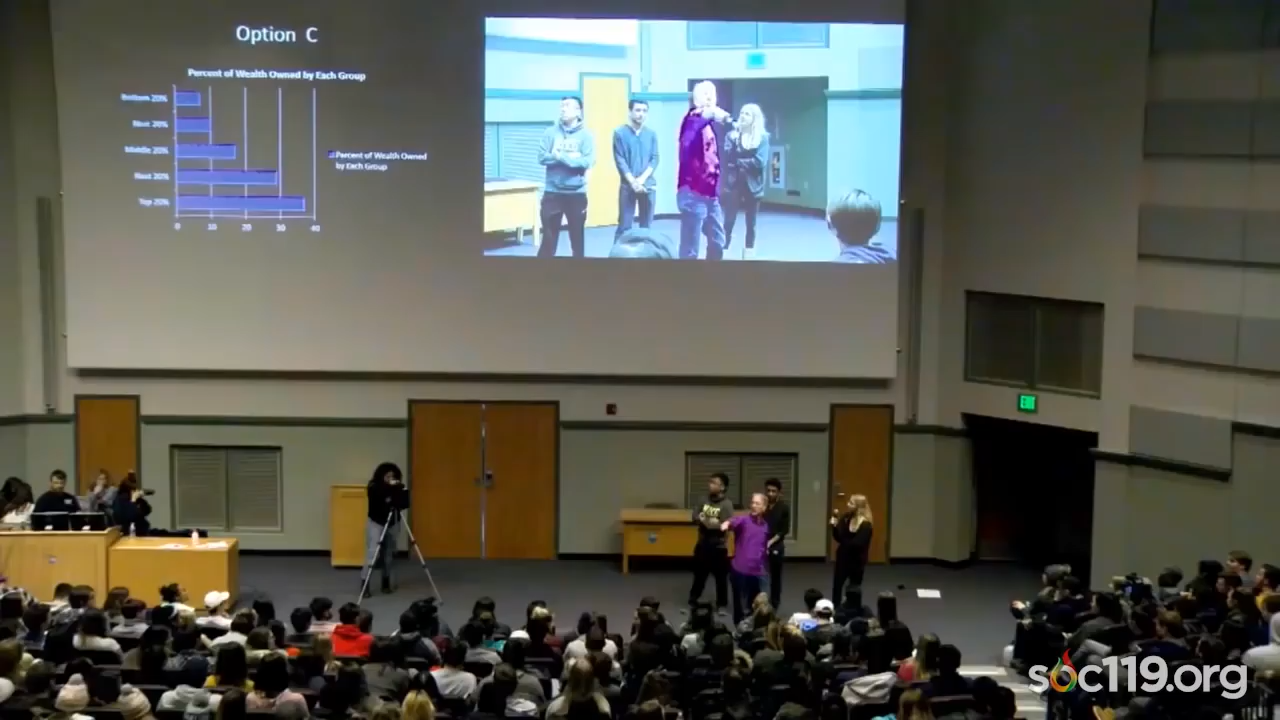 Option C
Percent of Wealth Owned by Each Group
Bottom 20%
Next 20%
Middle 20%
Next 20%
Top 20%
Percent of Wealth Owned
by Each Group
0 10 20 30 40
EXIT
soc119.org